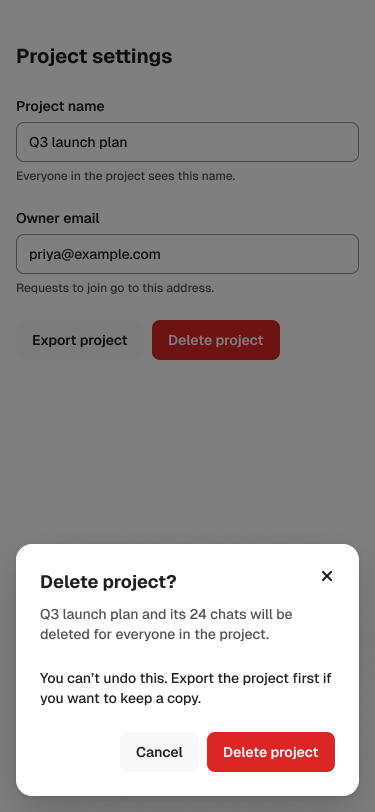 Project settings
Project name
Q3 launch plan
Everyone in the project sees this name.
Owner email
priya@example.com
Requests to join go to this address.
Export project
Delete project
Delete project?
Q3 launch plan and its 24 chats will be
deleted for everyone in the project.
You can’t undo this. Export the project first if
you want to keep a copy.
Cancel
Delete project